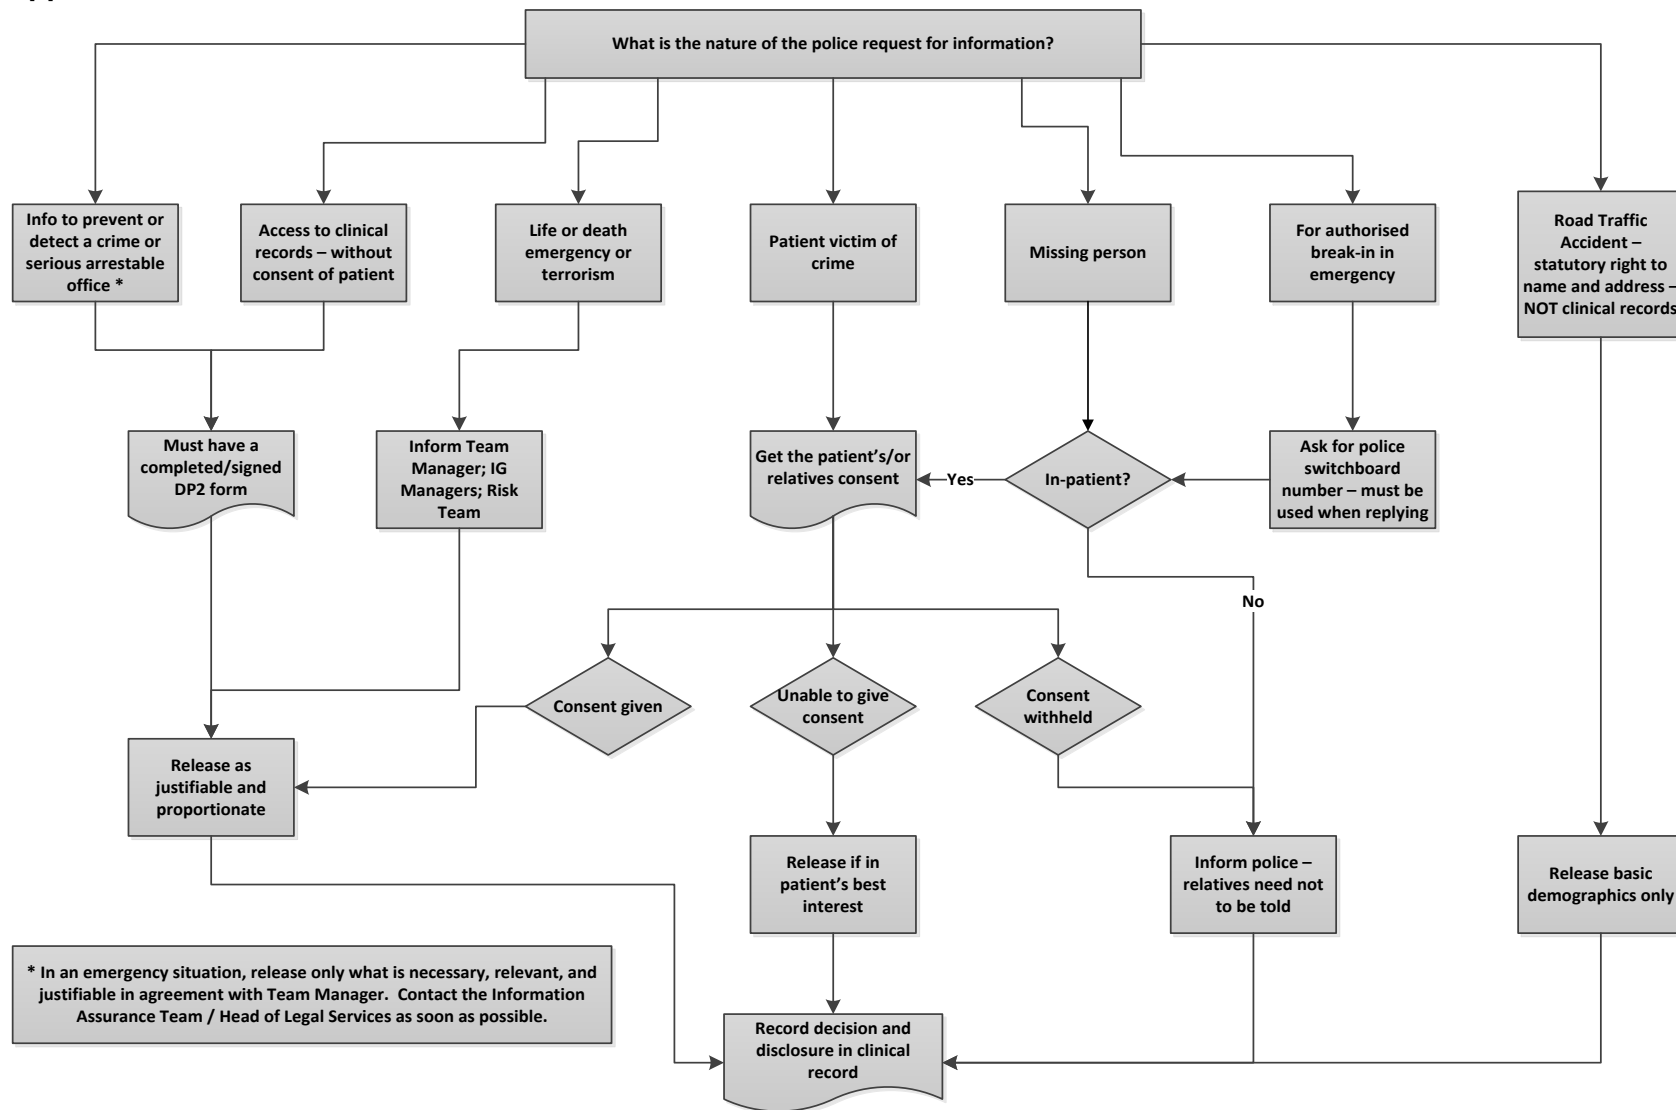 What is the nature of the police request for information?
Info to prevent or
detect a crime or
serious arrestable
office *
Access to clinical
records – without
consent of patient
Life or death
emergency or
terrorism
Patient victim of
crime
Missing person
For authorised
break-in in
emergency
Road Traffic
Accident –
statutory right to
name and address –
NOT clinical records
Must have a
completed/signed
DP2 form
Inform Team
Manager; IG
Managers; Risk
Team
Get the patient's/or
relatives consent
Yes
In-patient?
Ask for police
switchboard
number – must be
used when replying
No
Consent given
Unable to give
consent
Consent
withheld
Release as
justifiable and
proportionate
Release if in
patient's best
interest
Inform police –
relatives need not
to be told
Release basic
demographics only
* In an emergency situation, release only what is necessary, relevant, and
justifiable in agreement with Team Manager.  Contact the Information
Assurance Team / Head of Legal Services as soon as possible.
Record decision and
disclosure in clinical
record